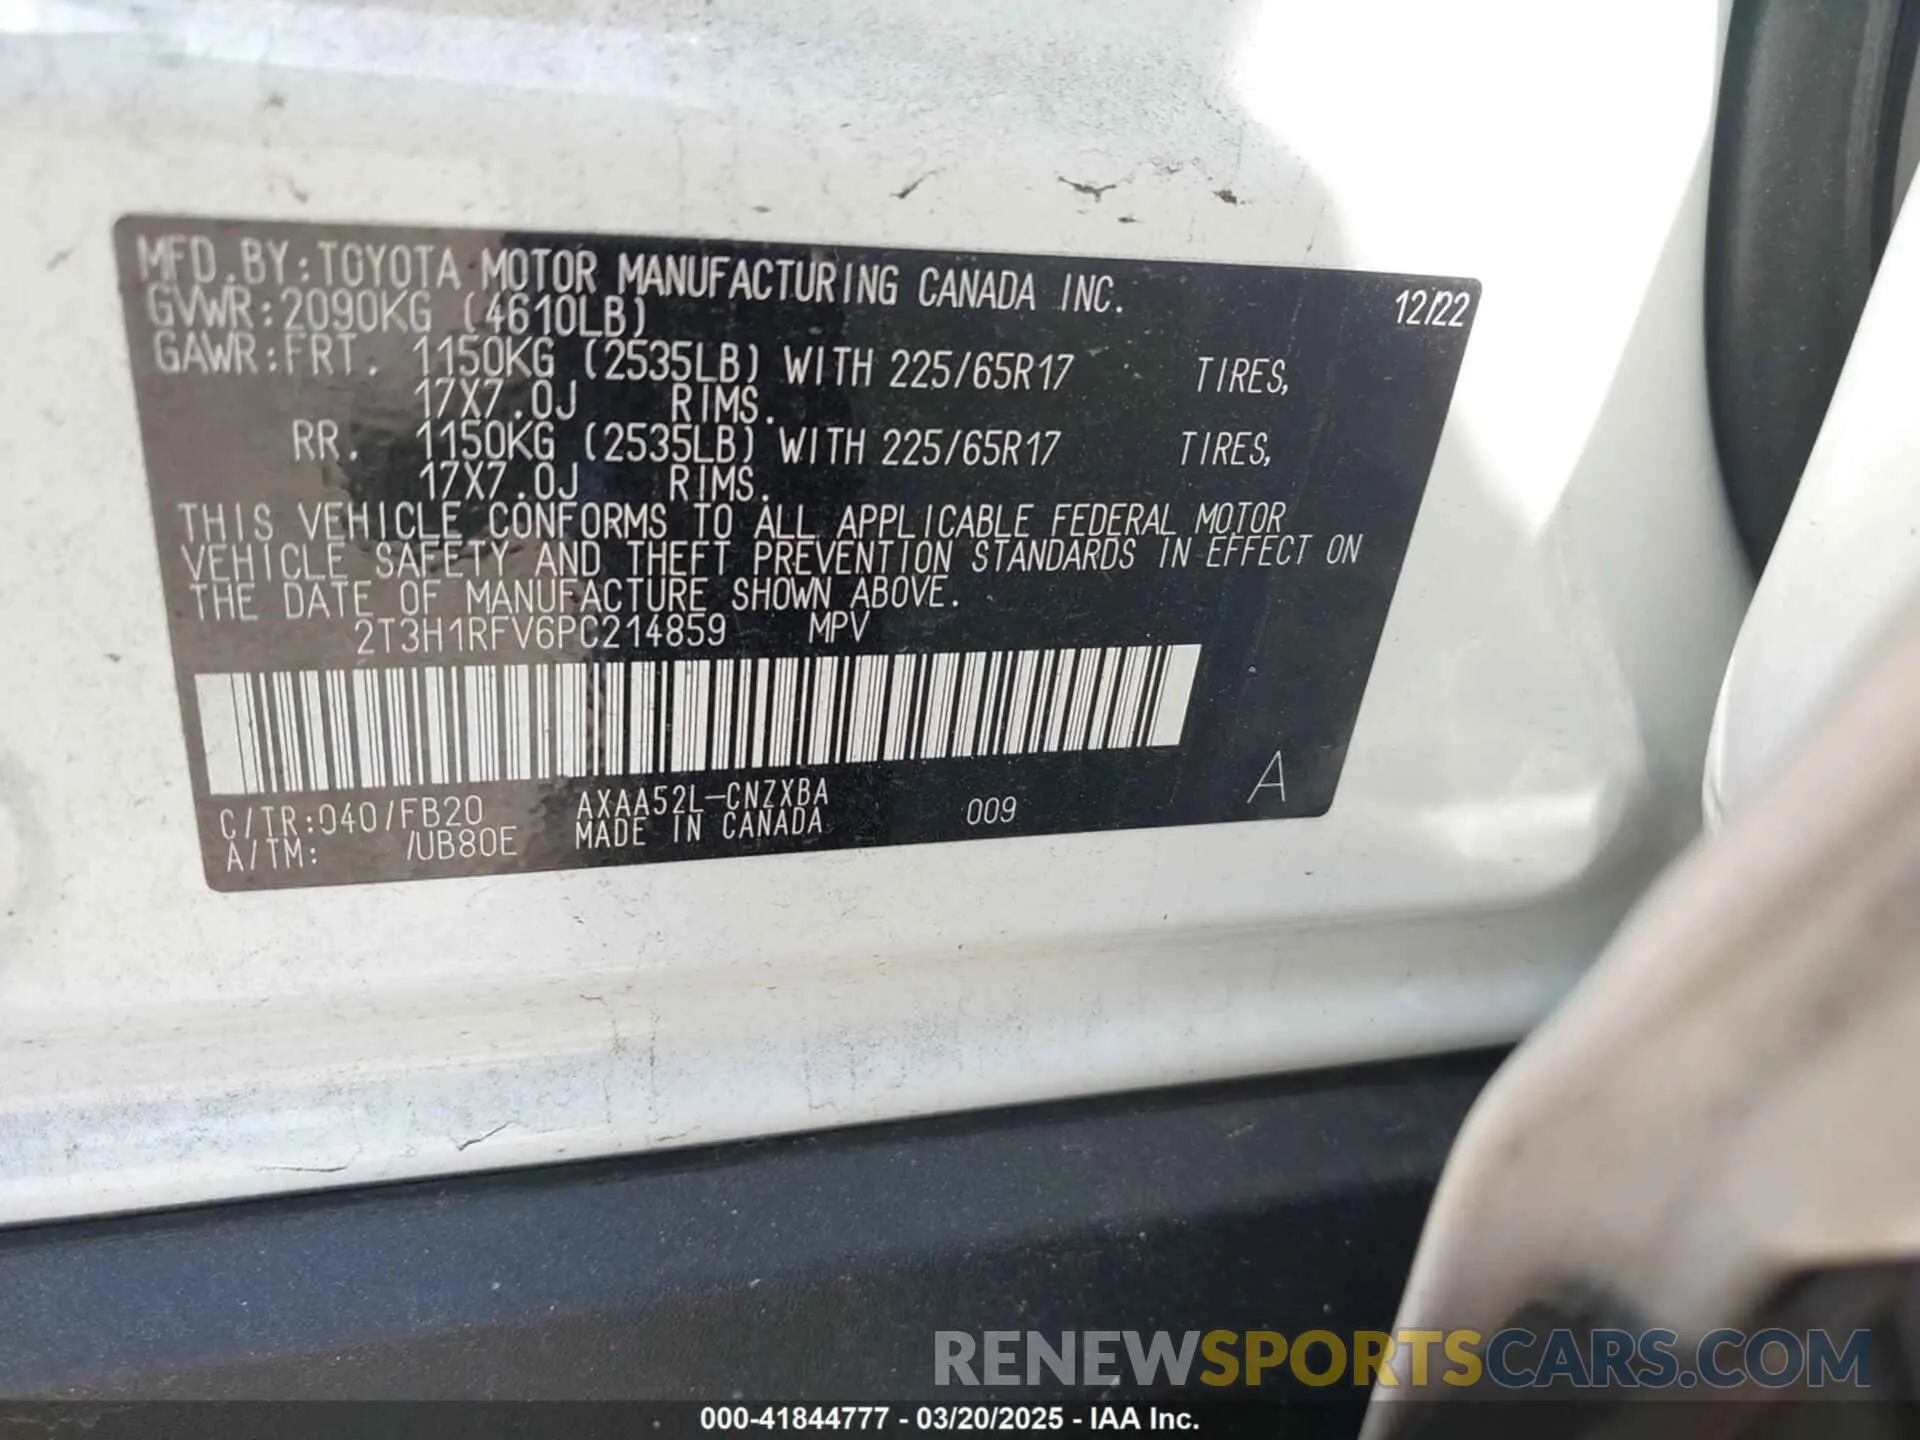 MFD.BY:TOYOTA MOTOR MANUFACTURING CANADA INC. 12/22
GVWR:2090KG (4610LB)
GAWR:FRT. 1150KG (2535LB) WITH 225/65R17 TIRES,
17X7.0J RIMS.
RR. 1150KG (2535LB) WITH 225/65R17 TIRES,
17X7.0J RIMS.
THIS VEHICLE CONFORMS TO ALL APPLICABLE FEDERAL MOTOR
VEHICLE SAFETY AND THEFT PREVENTION STANDARDS IN EFFECT ON
THE DATE OF MANUFACTURE SHOWN ABOVE.
2T3H1RFV6PC214859 MPV
C/TR:040/FB20 AXAA52L-CNZXBA 009 A
A/TM: /UB80E MADE IN CANADA
RENEWSPORTSCARS.COM
000-41844777 - 03/20/2025 - IAA Inc.